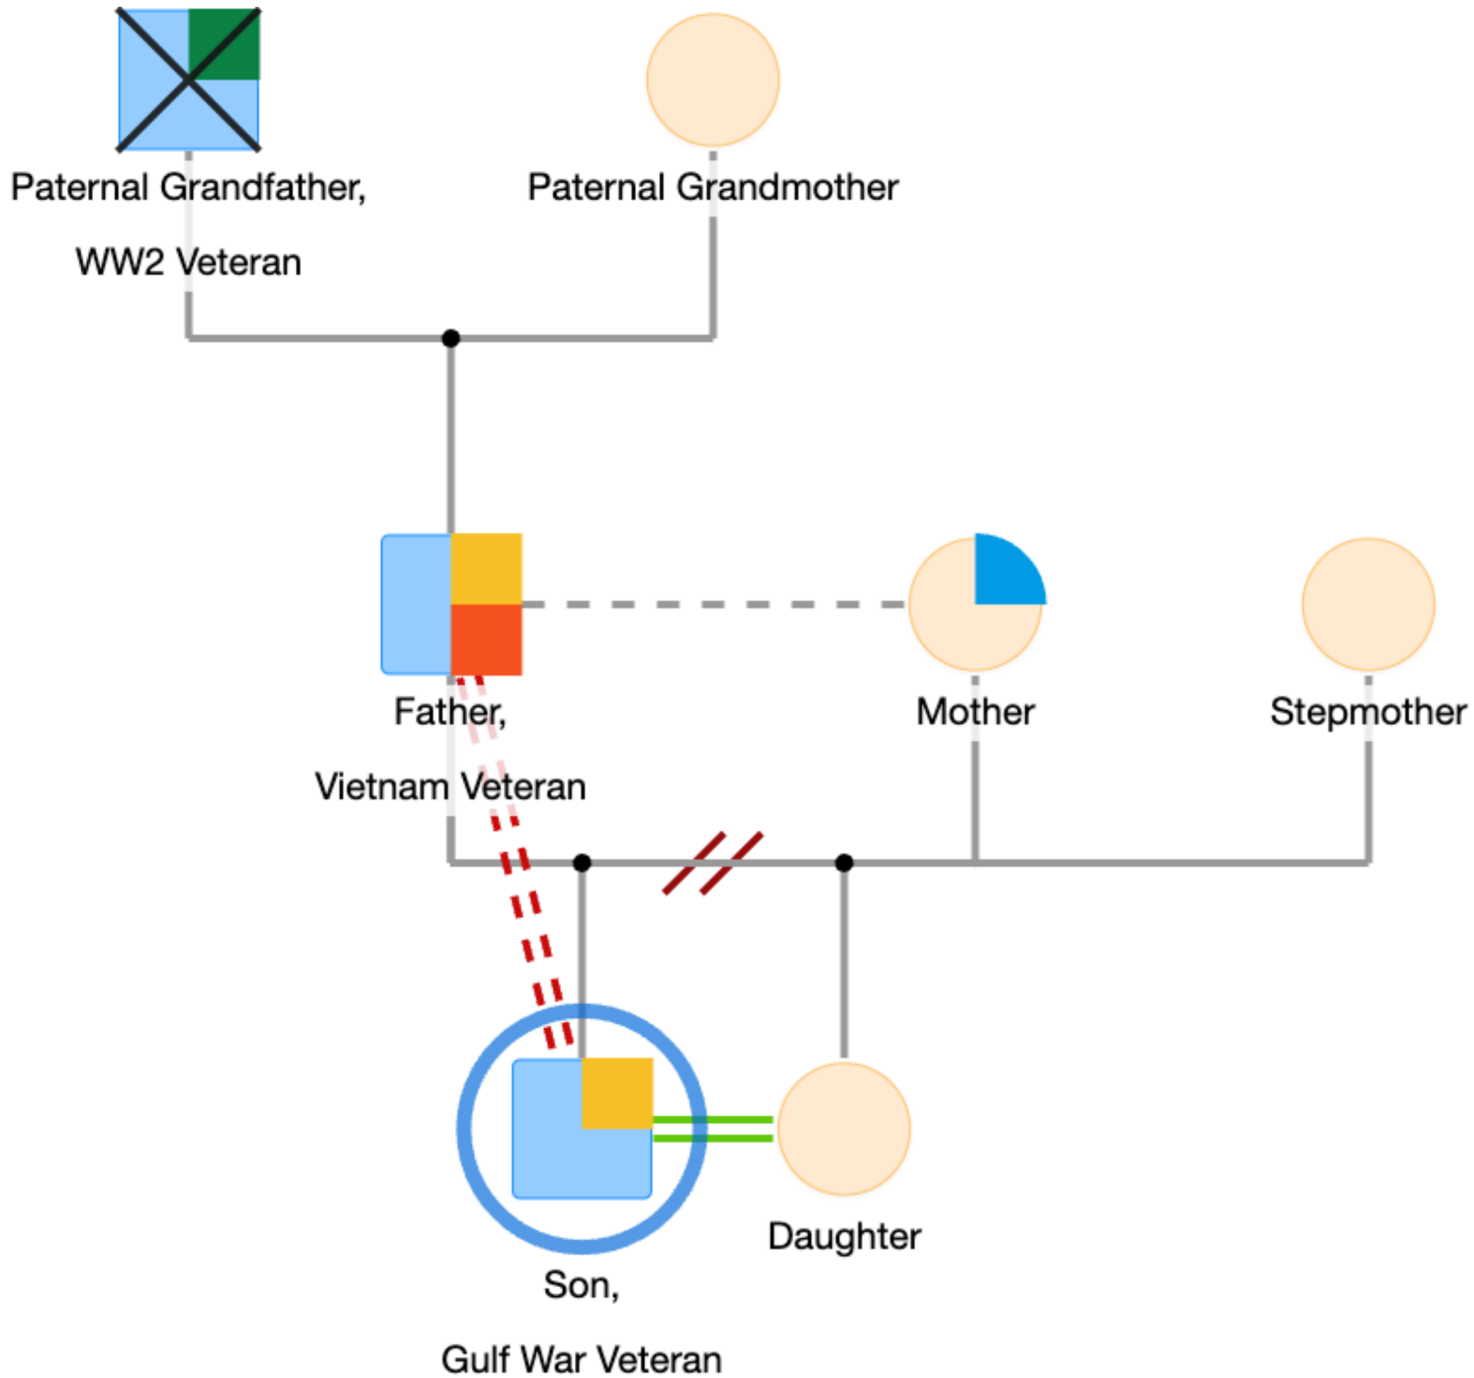 Paternal Grandfather,
WW2 Veteran
Paternal Grandmother
Father,
Vietnam Veteran
Mother
Stepmother
Son,
Gulf War Veteran
Daughter